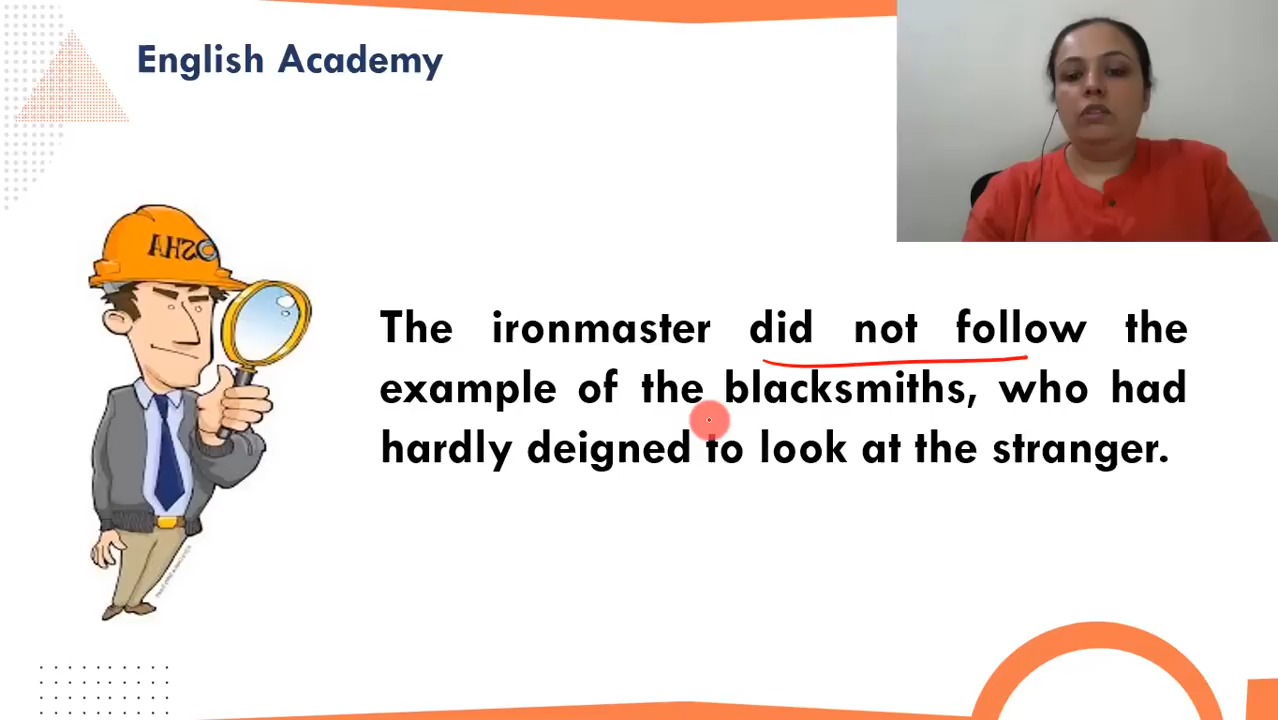 English Academy
OSHA
The ironmaster did not follow the
example of the blacksmiths, who had
hardly deigned to look at the stranger.